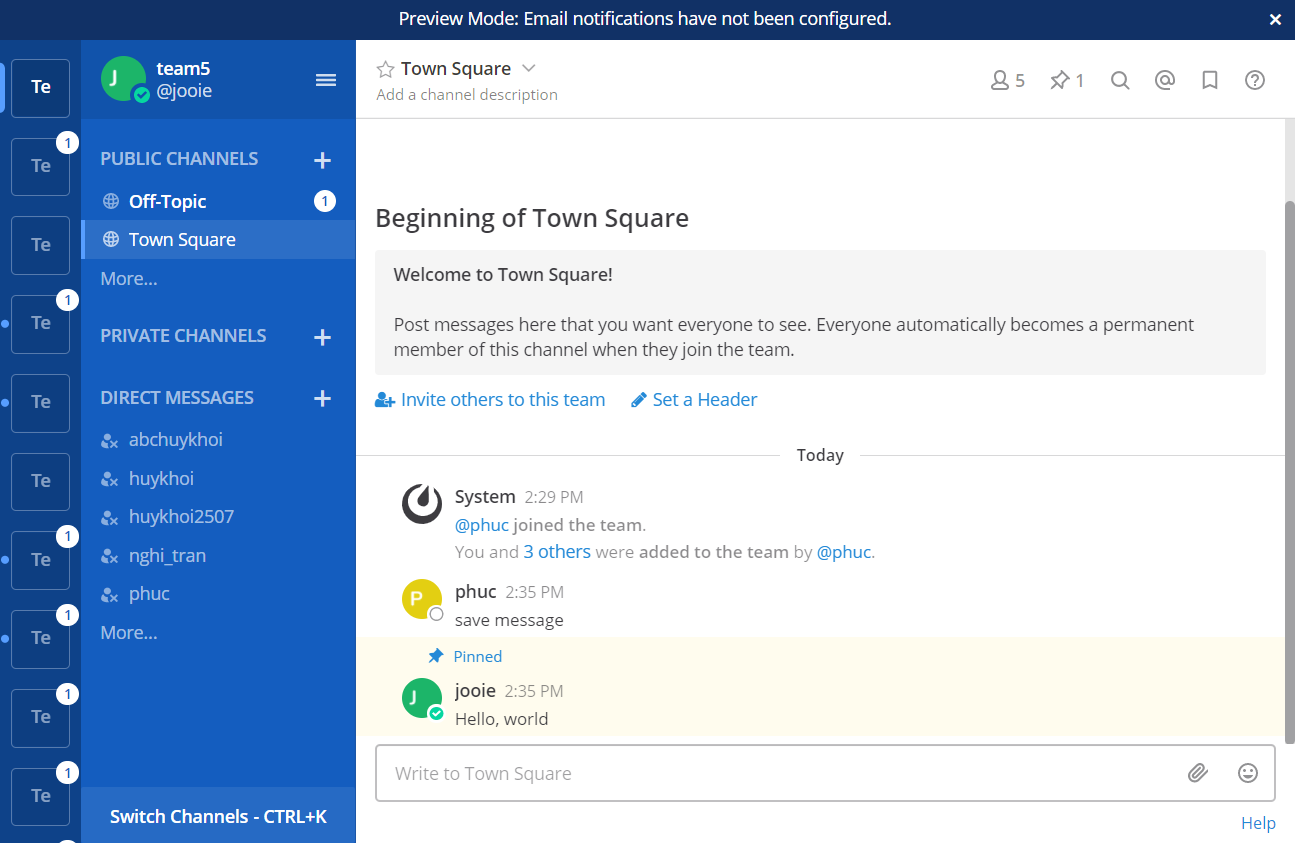 Preview Mode: Email notifications have not been configured.
Te
Te
1
Te
Te
1
Te
Te
Te
1
Te
1
Te
1
Te
1
J
team5
@jooie
PUBLIC CHANNELS
Off-Topic
1
Town Square
More...
PRIVATE CHANNELS
DIRECT MESSAGES
abchuykhoi
huykhoi
huykhoi2507
nghi_tran
phuc
More...
Switch Channels - CTRL+K
Town Square
Add a channel description
5
1
Beginning of Town Square
Welcome to Town Square!
Post messages here that you want everyone to see. Everyone automatically becomes a permanent
member of this channel when they join the team.
Invite others to this team
Set a Header
Today
System 2:29 PM
@phuc joined the team.
You and 3 others were added to the team by @phuc.
P
phuc 2:35 PM
save message
Pinned
J
jooie 2:35 PM
Hello, world
Write to Town Square
Help